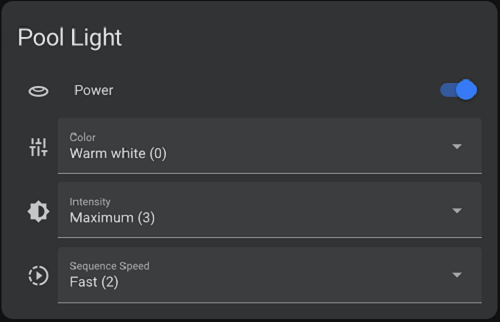 Pool Light
Power
Color
Warm white (0)
Intensity
Maximum (3)
Sequence Speed
Fast (2)